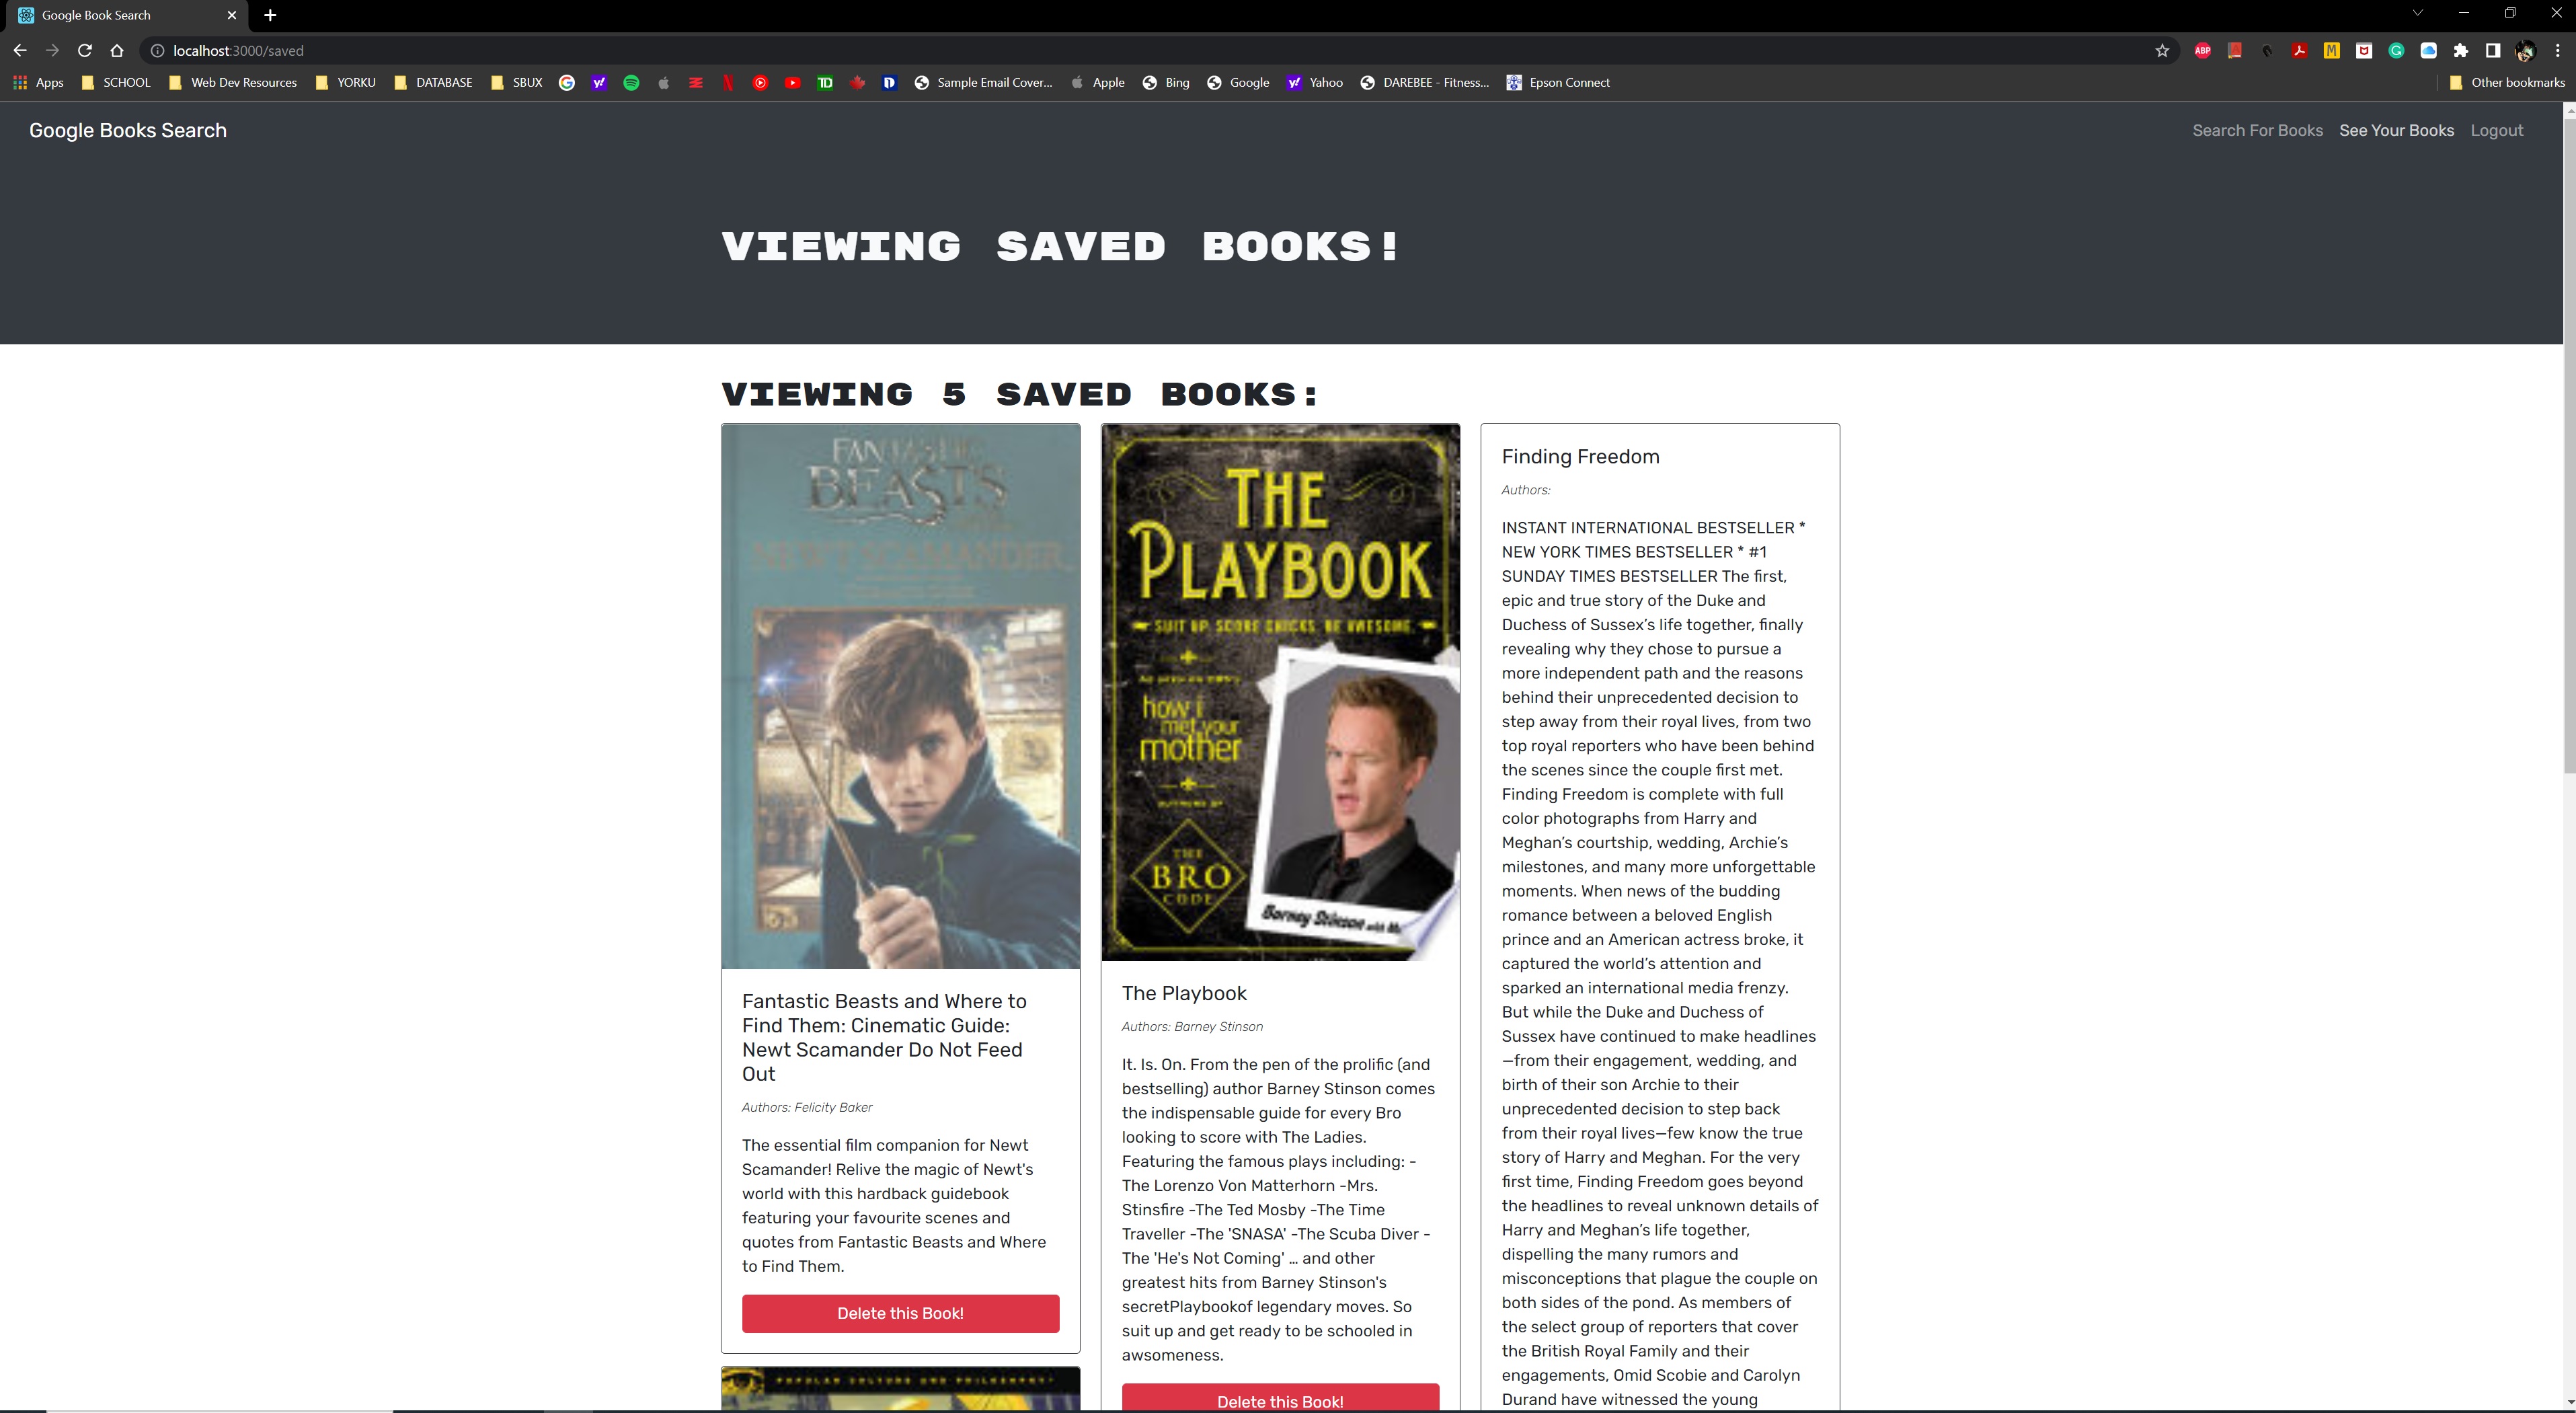 Google Book Search
localhost:3000/saved
Apps SCHOOL Web Dev Resources YORKU DATABASE SBUX Sample Email Cover... Apple Bing Google Yahoo DAREBEE - Fitness... Epson Connect Other bookmarks
Google Books Search
Search For Books See Your Books Logout
VIEWING SAVED BOOKS!
VIEWING 5 SAVED BOOKS:
FANTASTIC
BEASTS
NEWT SCAMANDER
Fantastic Beasts and Where to
Find Them: Cinematic Guide:
Newt Scamander Do Not Feed
Out
Authors: Felicity Baker
The essential film companion for Newt
Scamander! Relive the magic of Newt's
world with this hardback guidebook
featuring your favourite scenes and
quotes from Fantastic Beasts and Where
to Find Them.
Delete this Book!
POPULAR CULTURE AND PHILOSOPHY
THE
PLAYBOOK
SUIT UP. SCORE CHICKS. BE AWESOME.
how i
met your
mother
THE
BRO
CODE
Barney Stinson with
The Playbook
Authors: Barney Stinson
It. Is. On. From the pen of the prolific (and
bestselling) author Barney Stinson comes
the indispensable guide for every Bro
looking to score with The Ladies.
Featuring the famous plays including: -
The Lorenzo Von Matterhorn -Mrs.
Stinsfire -The Ted Mosby -The Time
Traveller -The 'SNASA' -The Scuba Diver -
The 'He's Not Coming' ... and other
greatest hits from Barney Stinson's
secretPlaybookof legendary moves. So
suit up and get ready to be schooled in
awsomeness.
Delete this Book!
Finding Freedom
Authors:
INSTANT INTERNATIONAL BESTSELLER *
NEW YORK TIMES BESTSELLER * #1
SUNDAY TIMES BESTSELLER The first,
epic and true story of the Duke and
Duchess of Sussex’s life together, finally
revealing why they chose to pursue a
more independent path and the reasons
behind their unprecedented decision to
step away from their royal lives, from two
top royal reporters who have been behind
the scenes since the couple first met.
Finding Freedom is complete with full
color photographs from Harry and
Meghan’s courtship, wedding, Archie’s
milestones, and many more unforgettable
moments. When news of the budding
romance between a beloved English
prince and an American actress broke, it
captured the world’s attention and
sparked an international media frenzy.
But while the Duke and Duchess of
Sussex have continued to make headlines
—from their engagement, wedding, and
birth of their son Archie to their
unprecedented decision to step back
from their royal lives—few know the true
story of Harry and Meghan. For the very
first time, Finding Freedom goes beyond
the headlines to reveal unknown details of
Harry and Meghan’s life together,
dispelling the many rumors and
misconceptions that plague the couple on
both sides of the pond. As members of
the select group of reporters that cover
the British Royal Family and their
engagements, Omid Scobie and Carolyn
Durand have witnessed the young